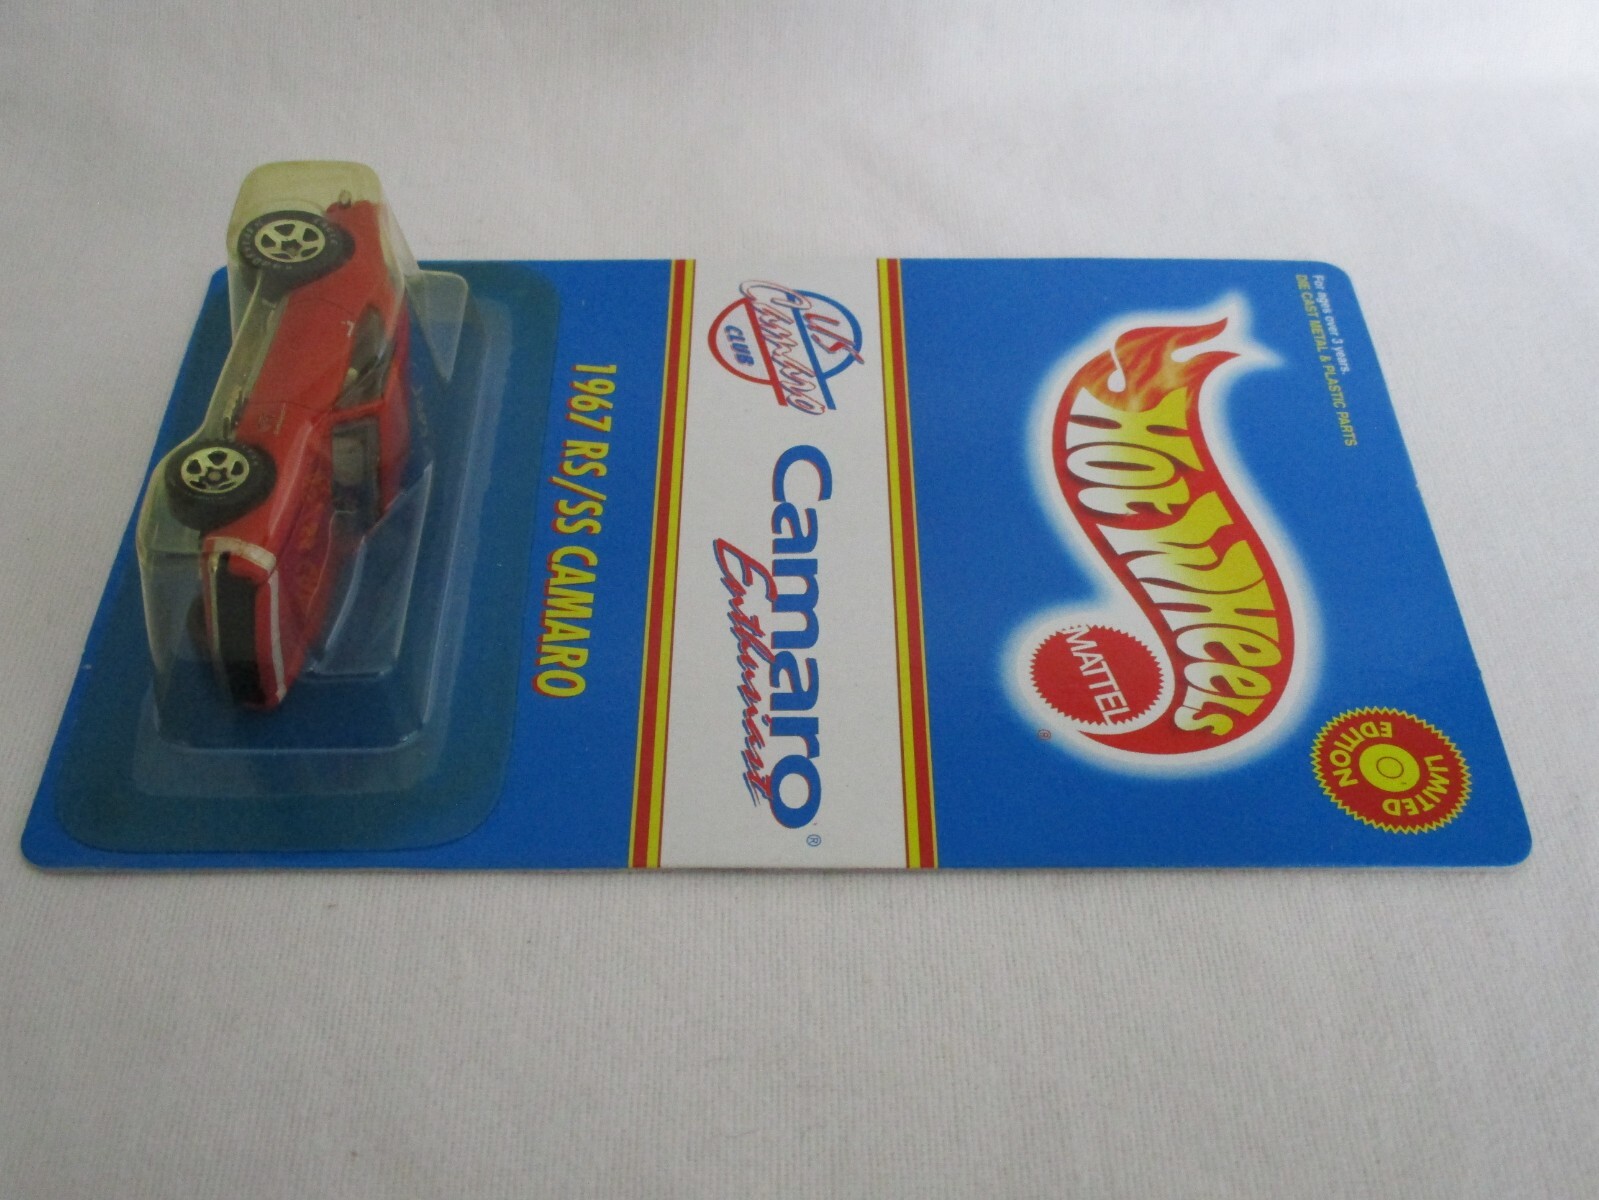 For ages over 3 years.
DIE CAST METAL & PLASTIC PARTS
HOT WHEELS
MATTEL
®
LIMITED
EDITION
US
Camaro
CLUB
Camaro®
Enthusiast
1967 RS/SS CAMARO